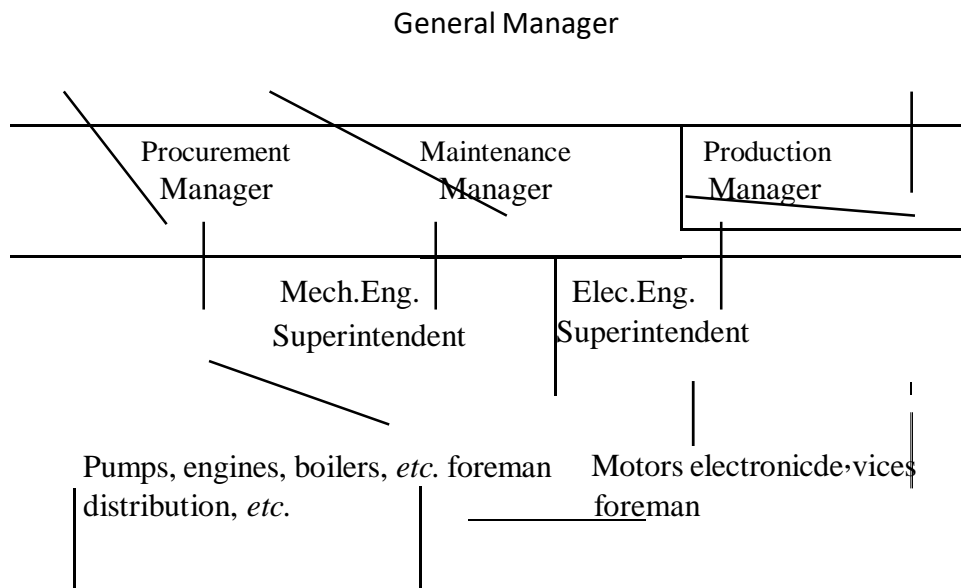 General Manager
Procurement Maintenance Production
Manager Manager Manager
Mech.Eng. Elec.Eng.
Superintendent Superintendent
Pumps, engines, boilers, etc. foreman Motors electronicde،vices
distribution, etc. foreman